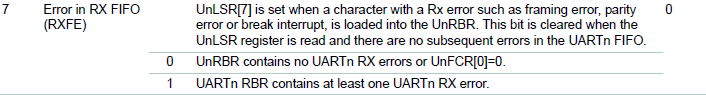 7 Error in RX FIFO (RXFE) UnLSR[7] is set when a character with a Rx error such as framing error, parity 0
error or break interrupt, is loaded into the UnRBR. This bit is cleared when the
UnLSR register is read and there are no subsequent errors in the UARTn FIFO.
0 UnRBR contains no UARTn RX errors or UnFCR[0]=0.
1 UARTn RBR contains at least one UARTn RX error.